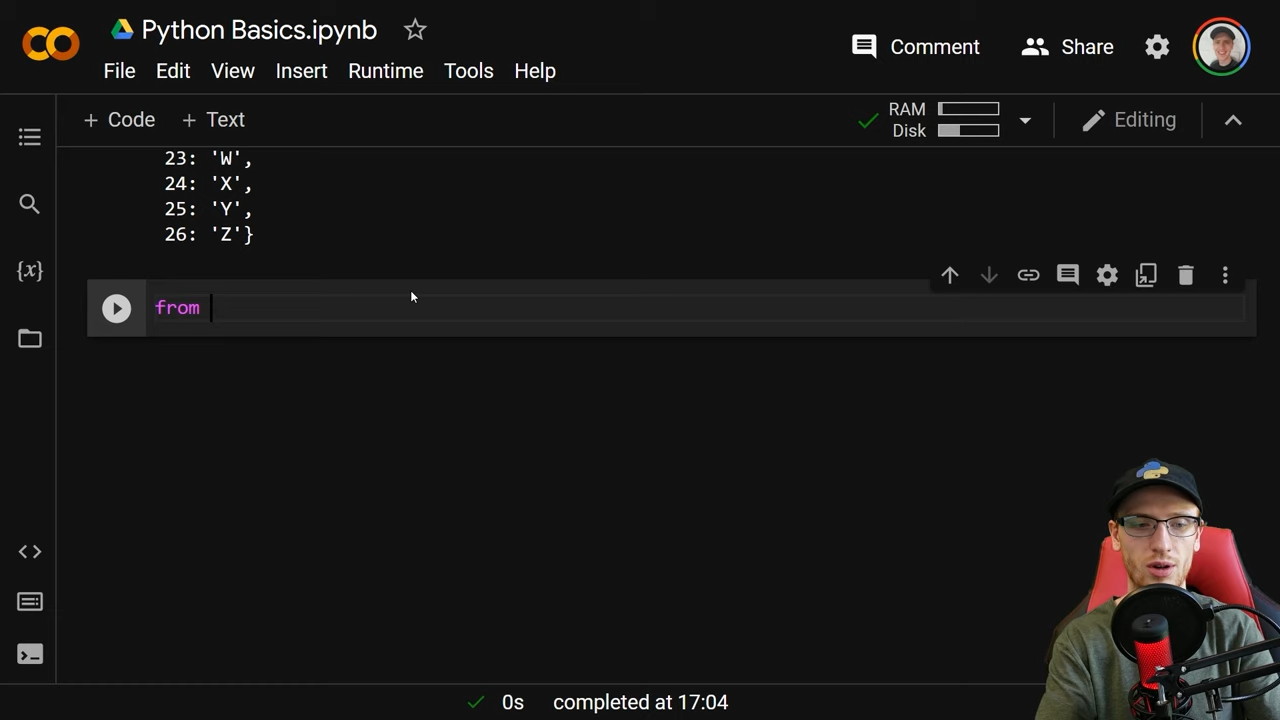 Python Basics.ipynb
Comment
Share
File Edit View Insert Runtime Tools Help
+ Code + Text
RAM
Disk
Editing
23: 'W',
24: 'X',
25: 'Y',
26: 'Z'}
{x}
from
0s completed at 17:04